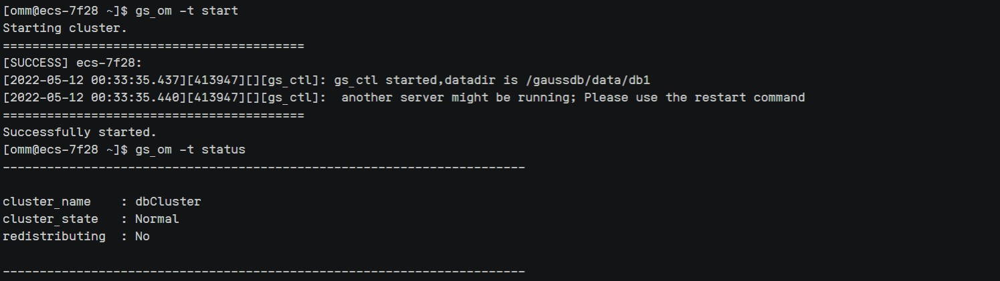 [omm@ecs-7f28 ~]$ gs_om -t start
Starting cluster.
=========================================
[SUCCESS] ecs-7f28:
[2022-05-12 00:33:35.437][413947][][gs_ctl]: gs_ctl started,datadir is /gaussdb/data/db1
[2022-05-12 00:33:35.440][413947][][gs_ctl]:  another server might be running; Please use the restart command
=========================================
Successfully started.
[omm@ecs-7f28 ~]$ gs_om -t status
-----------------------------------------------------------------------

cluster_name    : dbCluster
cluster_state   : Normal
redistributing  : No

-----------------------------------------------------------------------